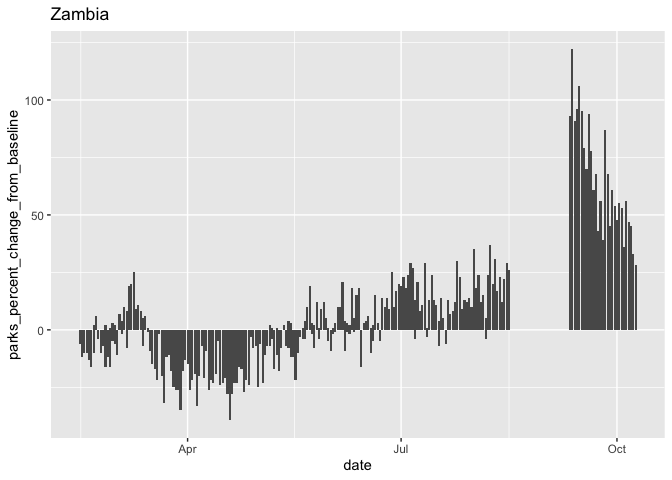 Zambia
parks_percent_change_from_baseline
100
50
0
Apr
Jul
Oct
date